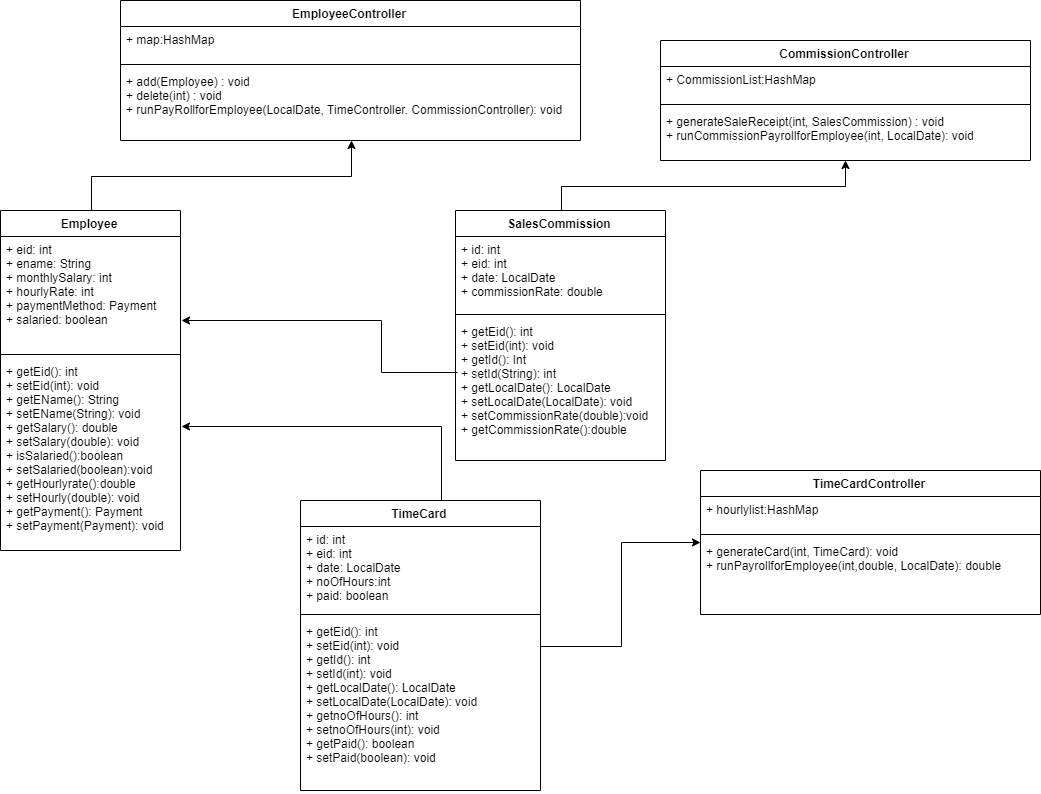 EmployeeController
+ map:HashMap
+ add(Employee) : void
+ delete(int) : void
+ runPayRollforEmployee(LocalDate, TimeController. CommissionController): void
CommissionController
+ CommissionList:HashMap
+ generateSaleReceipt(int, SalesCommission) : void
+ runCommissionPayrollforEmployee(int, LocalDate): void
Employee
+ eid: int
+ ename: String
+ monthlySalary: int
+ hourlyRate: int
+ paymentMethod: Payment
+ salaried: boolean
+ getEid(): int
+ setEid(int): void
+ getEName(): String
+ setEName(String): void
+ getSalary(): double
+ setSalary(double): void
+ isSalaried():boolean
+ setSalaried(boolean):void
+ getHourlyrate():double
+ setHourly(double): void
+ getPayment(): Payment
+ setPayment(Payment): void
SalesCommission
+ id: int
+ eid: int
+ date: LocalDate
+ commissionRate: double
+ getEid(): int
+ setEid(int): void
+ getId(): Int
+ setId(String): int
+ getLocalDate(): LocalDate
+ setLocalDate(LocalDate): void
+ setCommissionRate(double):void
+ getCommissionRate():double
TimeCard
+ id: int
+ eid: int
+ date: LocalDate
+ noOfHours:int
+ paid: boolean
+ getEid(): int
+ setEid(int): void
+ getId(): int
+ setId(int): void
+ getLocalDate(): LocalDate
+ setLocalDate(LocalDate): void
+ getnoOfHours(): int
+ setnoOfHours(int): void
+ getPaid(): boolean
+ setPaid(boolean): void
TimeCardController
+ hourlylist:HashMap
+ generateCard(int, TimeCard): void
+ runPayrollforEmployee(int,double, LocalDate): double